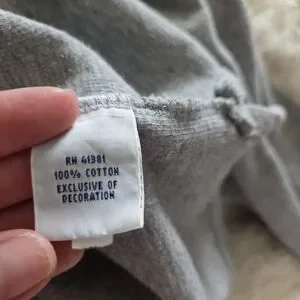 RN 41381
100% COTTON
EXCLUSIVE OF
DECORATION